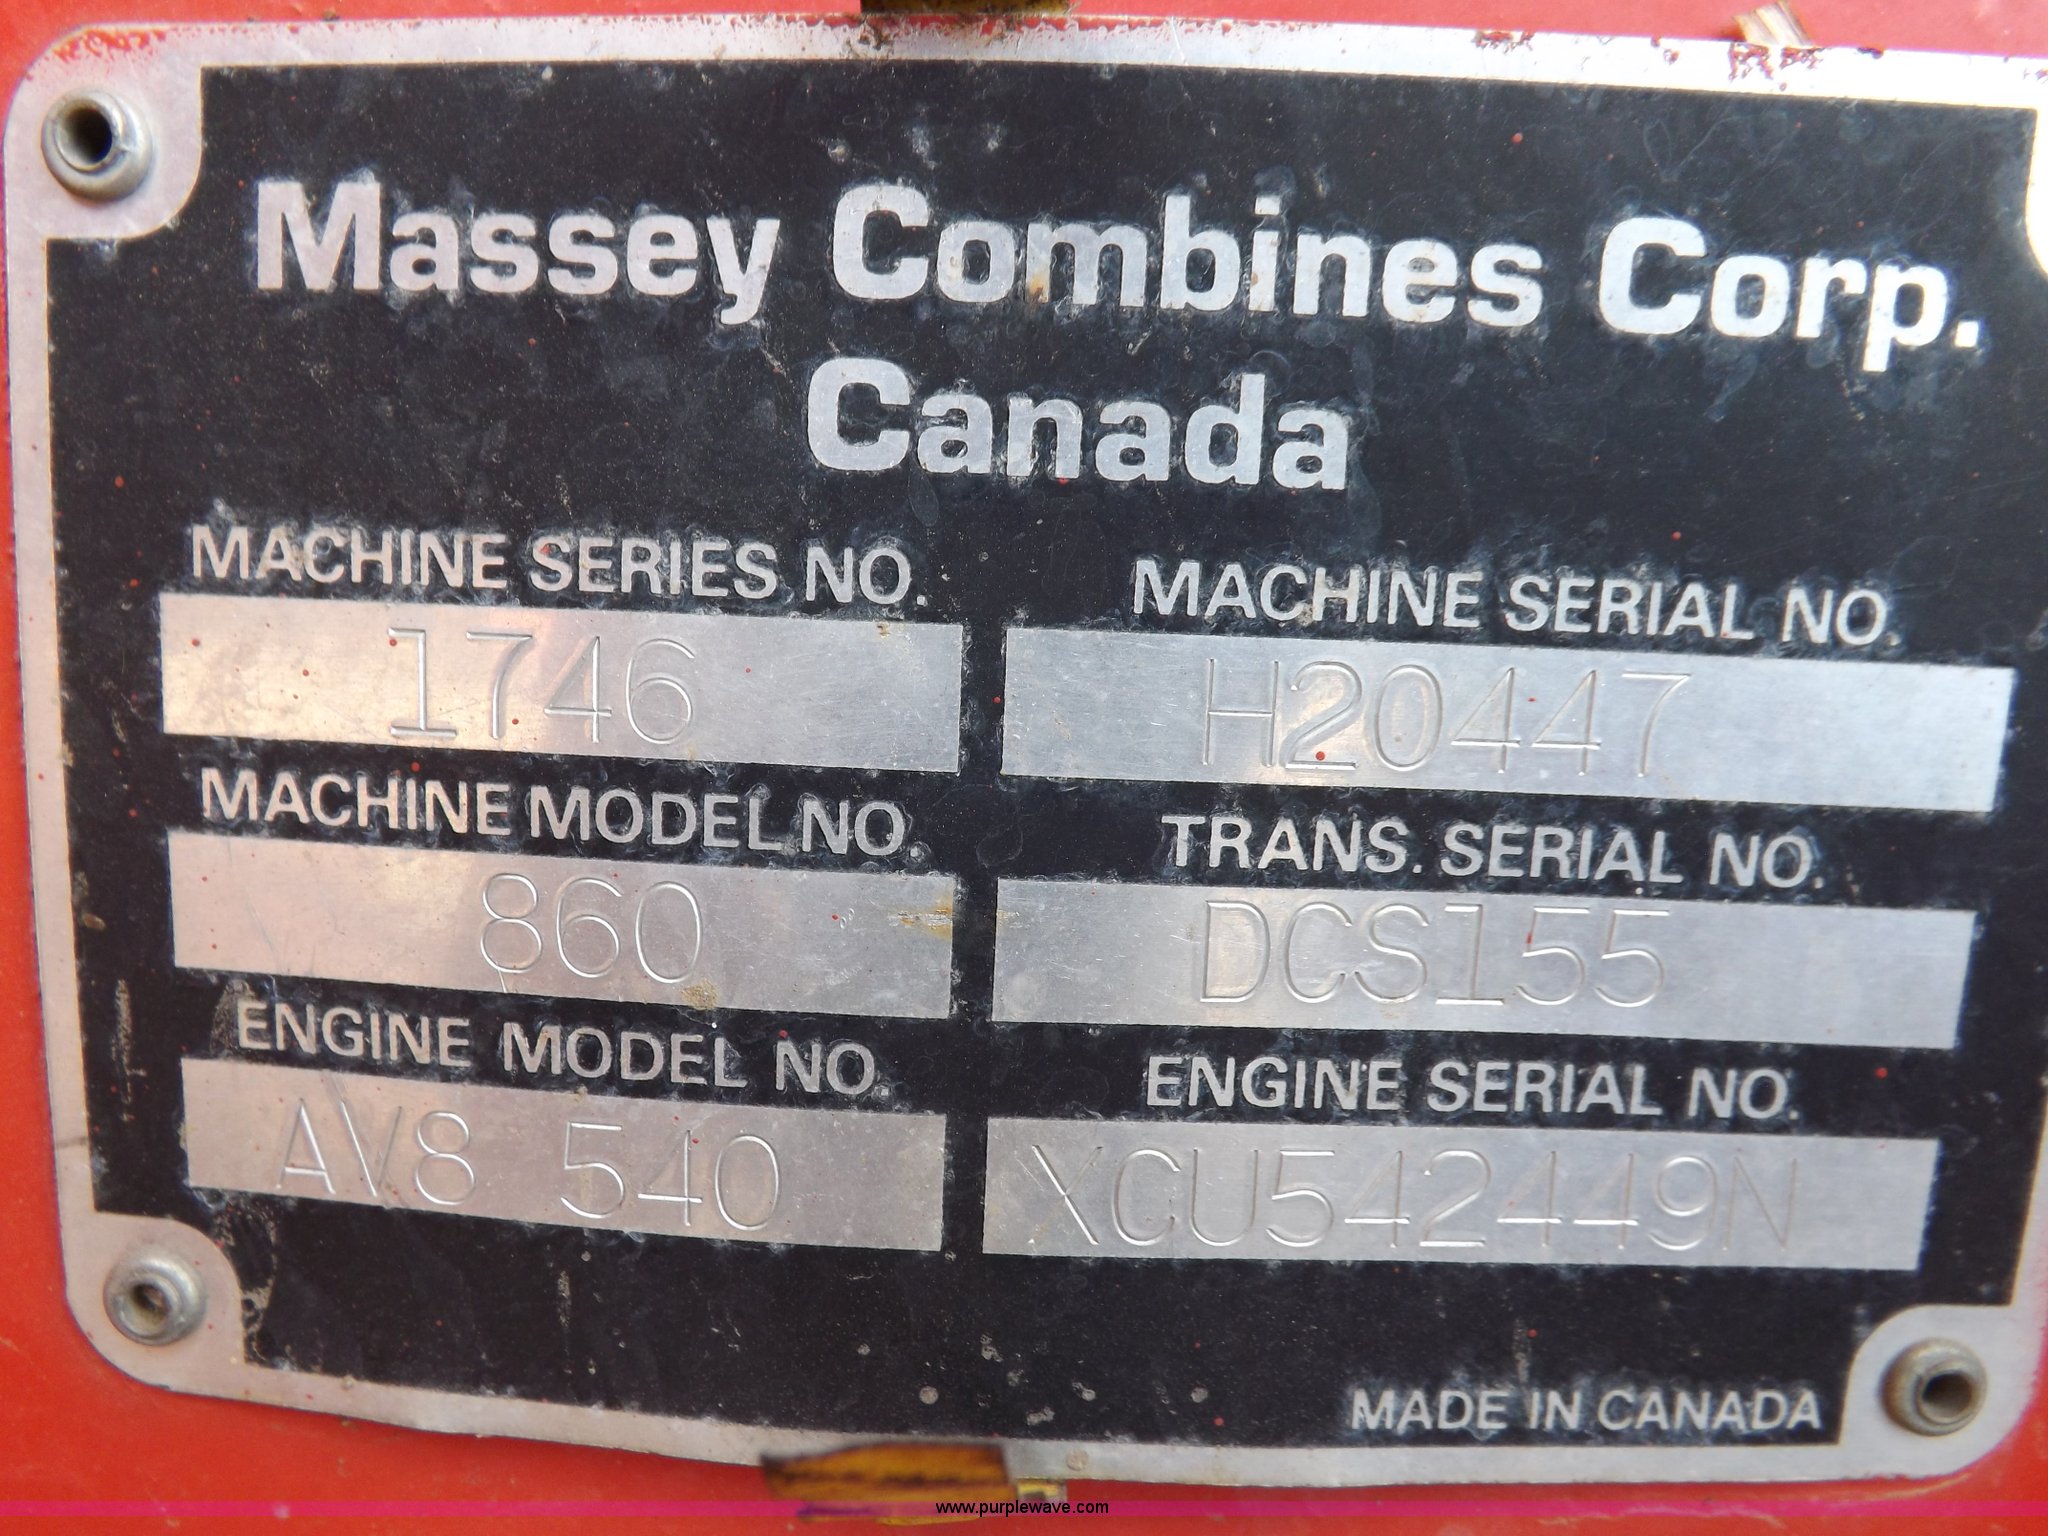 Massey Combines Corp.
Canada
MACHINE SERIES NO. MACHINE SERIAL NO.
1746 H20447
MACHINE MODEL NO. TRANS. SERIAL NO.
860 DCS155
ENGINE MODEL NO. ENGINE SERIAL NO.
AV8 540 XCU542449N
MADE IN CANADA
www.purplewave.com